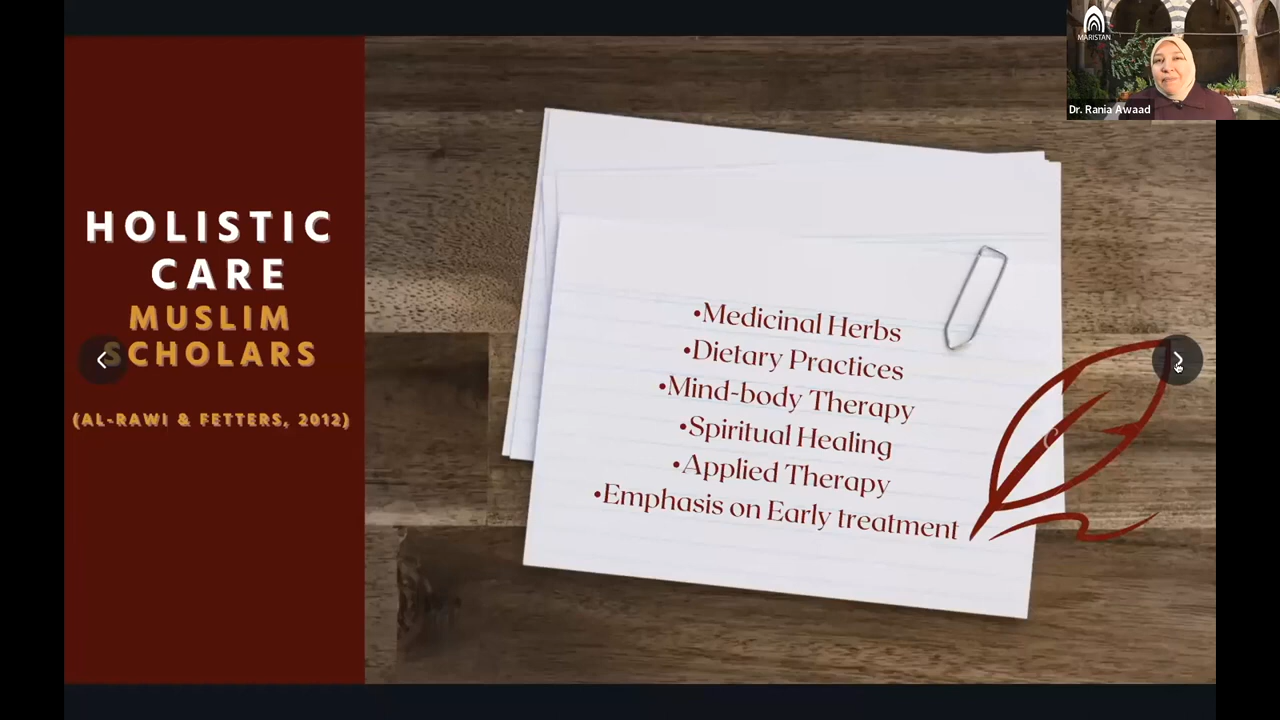 HOLISTIC
CARE
MUSLIM
SCHOLARS
(AL-RAWI & FETTERS, 2012)
•Medicinal Herbs
•Dietary Practices
•Mind-body Therapy
•Spiritual Healing
•Applied Therapy
•Emphasis on Early treatment
MARISTAN
Dr. Rania Awaad